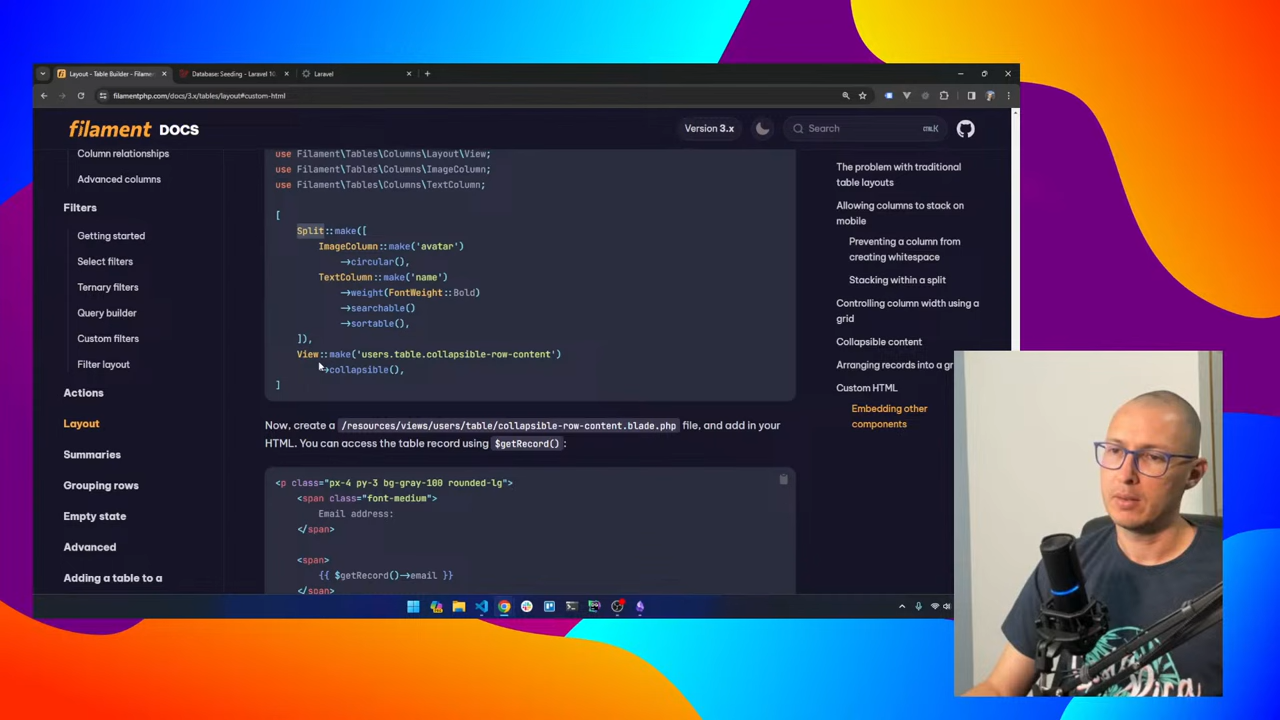 Layout - Table Builder - Filame
Database: Seeding - Laravel 10
Laravel
filamentphp.com/docs/3.x/tables/layout#custom-html
filament DOCS
Version 3.x
Search
Column relationships
Advanced columns
Filters
Getting started
Select filters
Ternary filters
Query builder
Custom filters
Filter layout
Actions
Layout
Summaries
Grouping rows
Empty state
Advanced
Adding a table to a
use Filament\Tables\Columns\Layout\View;
use Filament\Tables\Columns\ImageColumn;
use Filament\Tables\Columns\TextColumn;
[
Split::make([
ImageColumn::make('avatar')
->circular(),
TextColumn::make('name')
->weight(FontWeight::Bold)
->searchable()
->sortable(),
]),
View::make('users.table.collapsible-row-content')
->collapsible(),
]
Now, create a /resources/views/users/table/collapsible-row-content.blade.php file, and add in your
HTML. You can access the table record using $getRecord() :
<p class="px-4 py-3 bg-gray-100 rounded-lg">
<span class="font-medium">
Email address:
</span>
<span>
{{ $getRecord()->email }}
</span>
The problem with traditional
table layouts
Allowing columns to stack on
mobile
Preventing a column from
creating whitespace
Stacking within a split
Controlling column width using a
grid
Collapsible content
Arranging records into a gr
Custom HTML
Embedding other
components